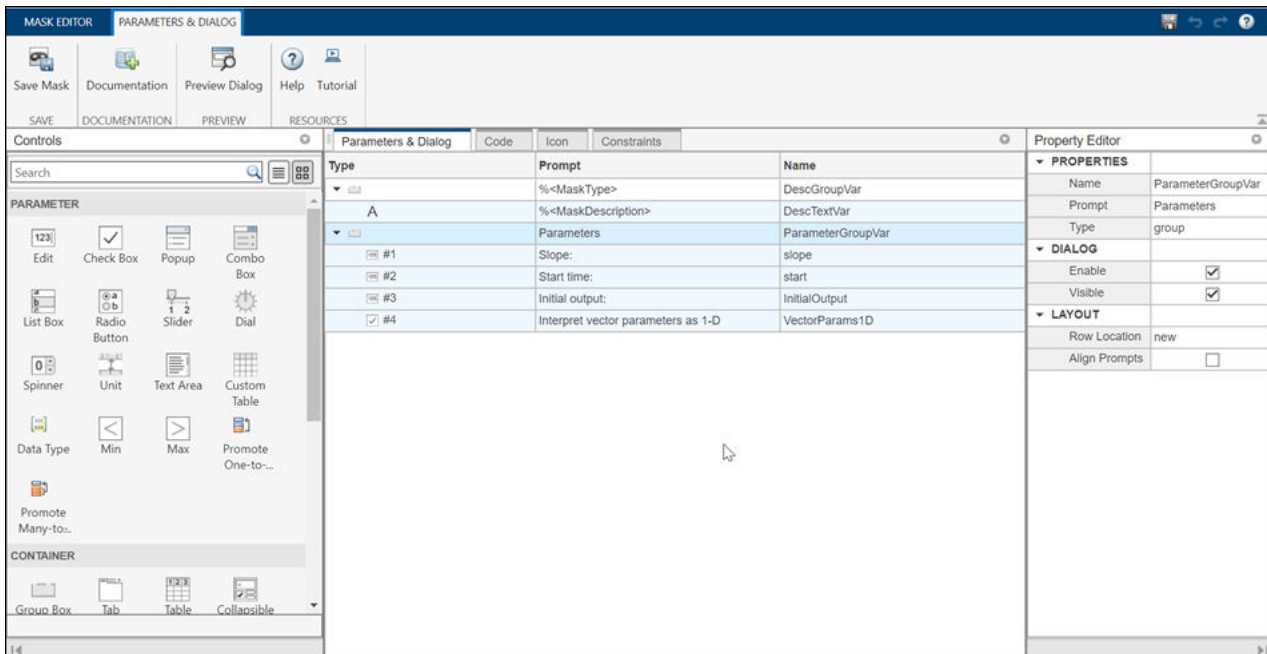 MASK EDITOR PARAMETERS & DIALOG
Save Mask Documentation Preview Dialog Help Tutorial
SAVE DOCUMENTATION PREVIEW RESOURCES
Controls
Search
PARAMETER
Edit Check Box Popup Combo Box
List Box Radio Button Slider Dial
Spinner Unit Text Area Custom Table
Data Type Min Max Promote One-to-...
Promote Many-to-...
CONTAINER
Group Box Tab Table Collapsible
Parameters & Dialog Code Icon Constraints
Type Prompt Name
%<MaskType> DescGroupVar
A %<MaskDescription> DescTextVar
Parameters ParameterGroupVar
#1 Slope: slope
#2 Start time: start
#3 Initial output: InitialOutput
#4 Interpret vector parameters as 1-D VectorParams1D
Property Editor
PROPERTIES
Name ParameterGroupVar
Prompt Parameters
Type group
DIALOG
Enable
Visible
LAYOUT
Row Location new
Align Prompts